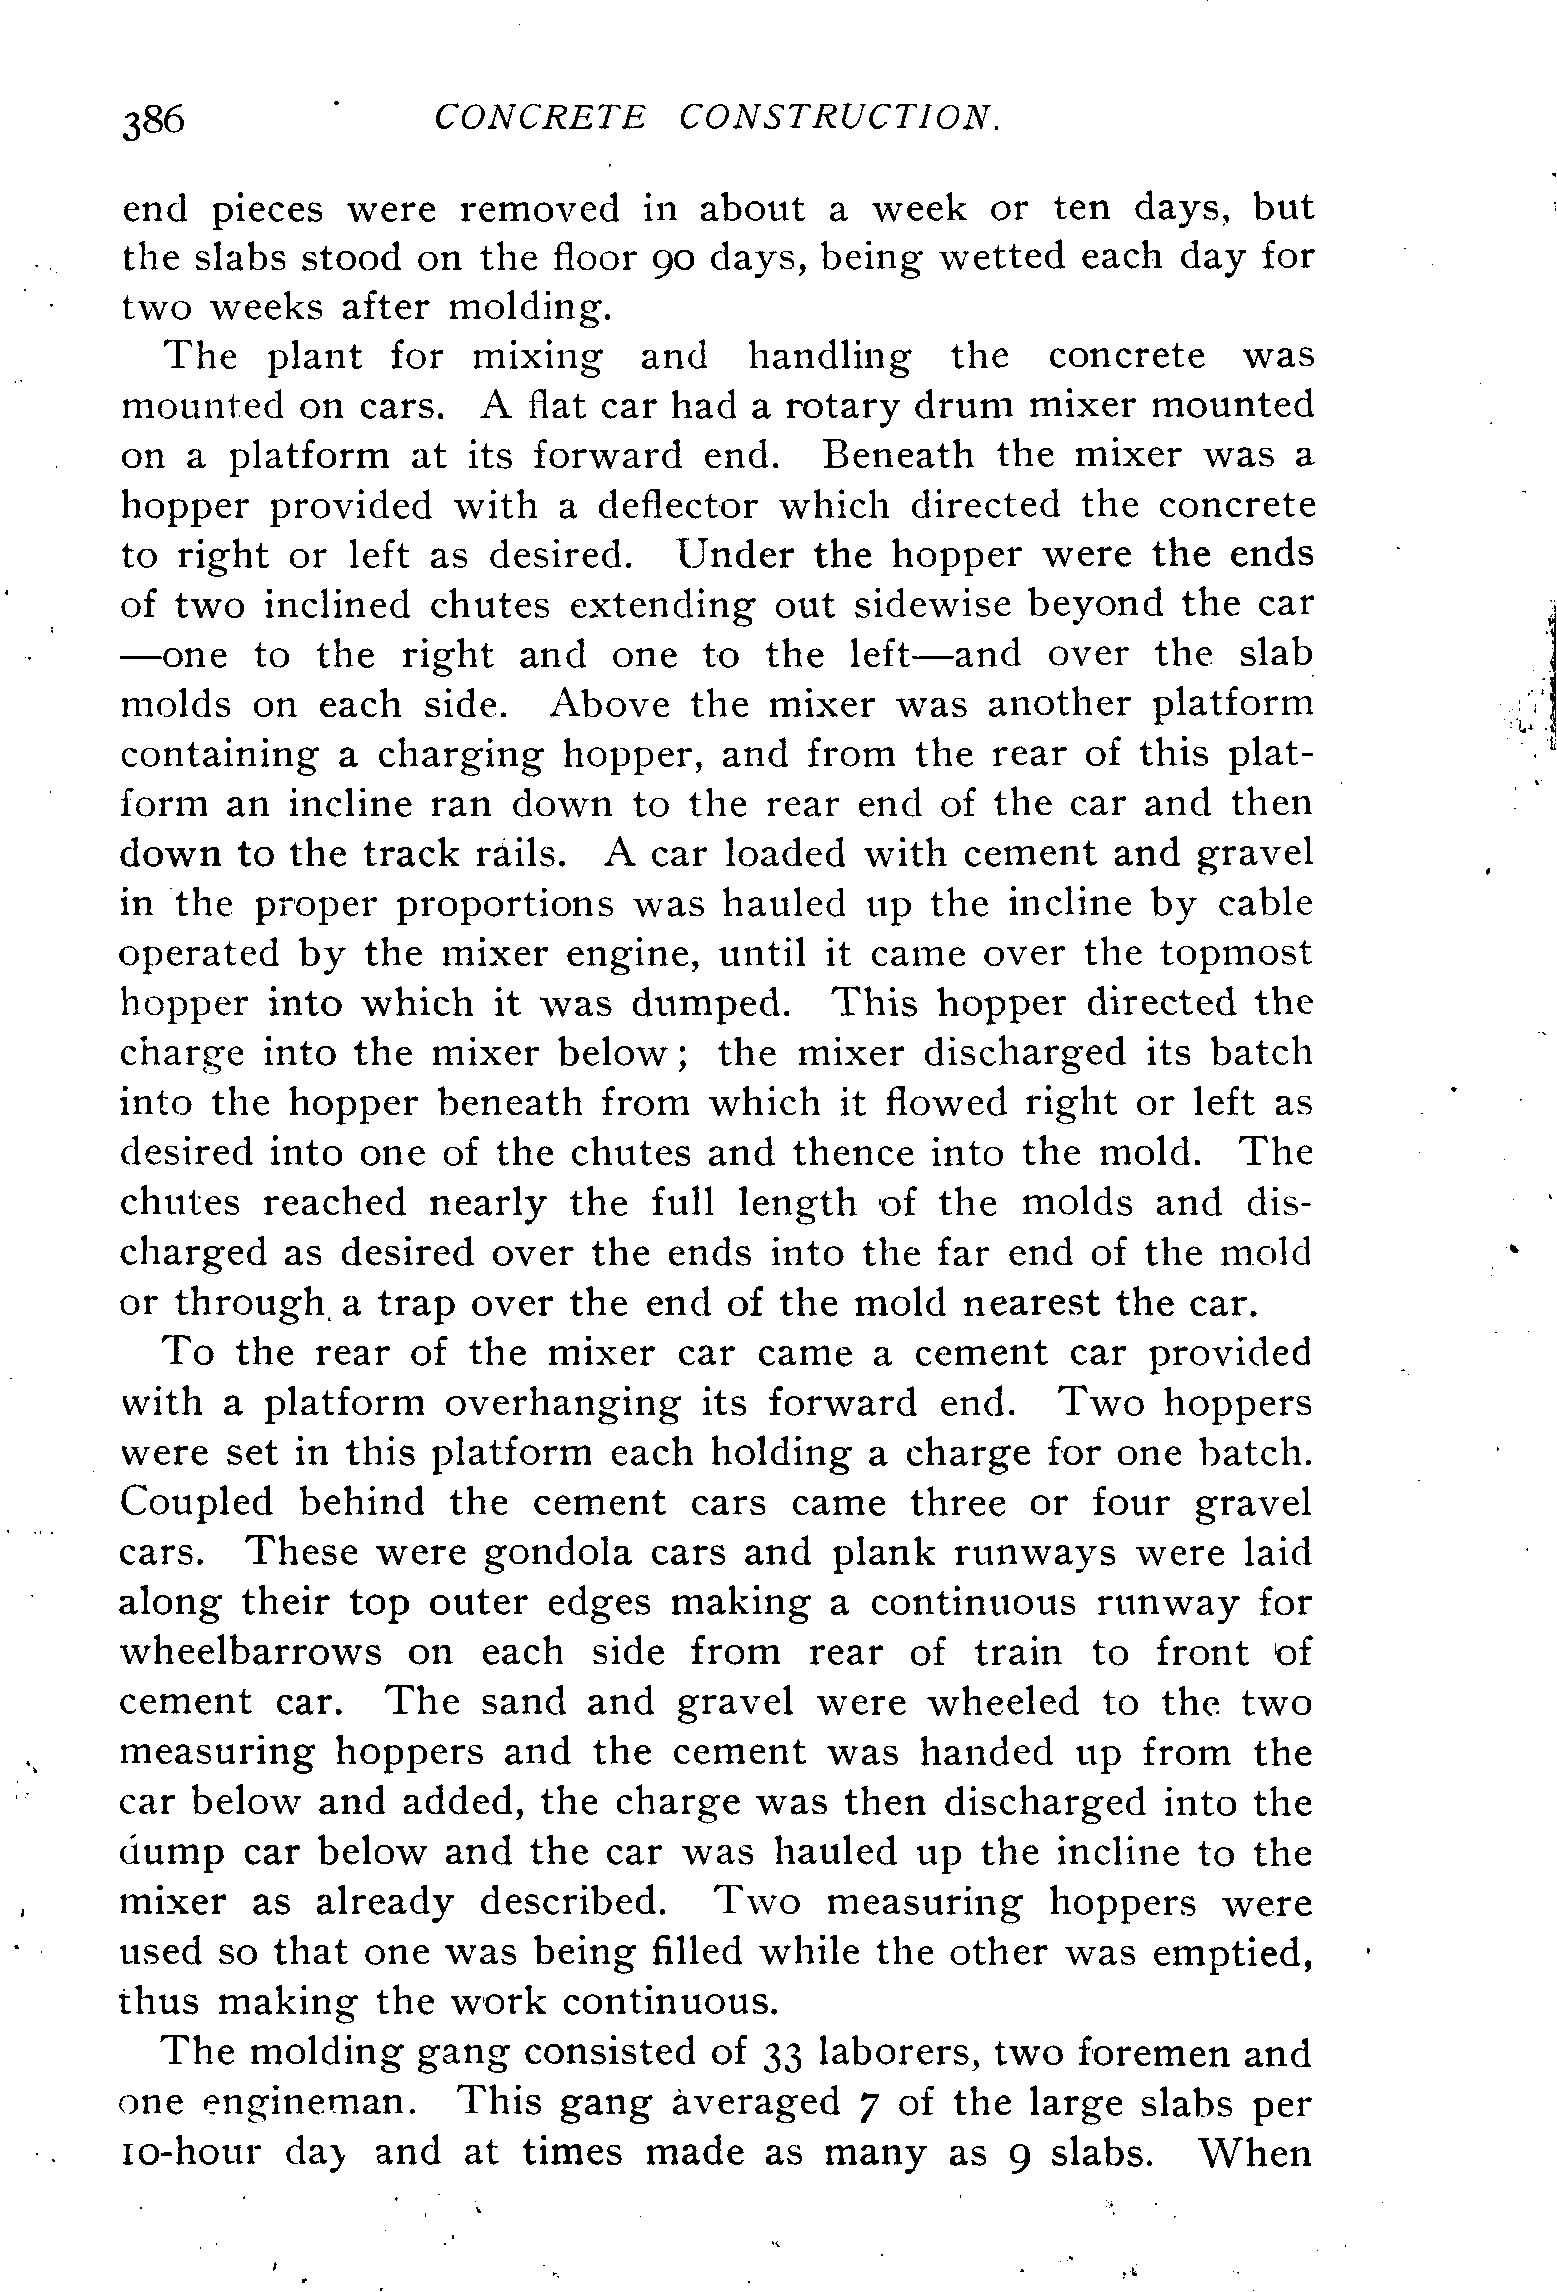 386 CONCRETE CONSTRUCTION.
end pieces were removed in about a week or ten days, but
the slabs stood on the floor 90 days, being wetted each day for
two weeks after molding.
The plant for mixing and handling the concrete was
mounted on cars. A flat car had a rotary drum mixer mounted
on a platform at its forward end. Beneath the mixer was a
hopper provided with a deflector which directed the concrete
to right or left as desired. Under the hopper were the ends
of two inclined chutes extending out sidewise beyond the car
—one to the right and one to the left—and over the slab
molds on each side. Above the mixer was another platform
containing a charging hopper, and from the rear of this plat-
form an incline ran down to the rear end of the car and then
down to the track rails. A car loaded with cement and gravel
in the proper proportions was hauled up the incline by cable
operated by the mixer engine, until it came over the topmost
hopper into which it was dumped. This hopper directed the
charge into the mixer below; the mixer discharged its batch
into the hopper beneath from which it flowed right or left as
desired into one of the chutes and thence into the mold. The
chutes reached nearly the full length of the molds and dis-
charged as desired over the ends into the far end of the mold
or through a trap over the end of the mold nearest the car.
To the rear of the mixer car came a cement car provided
with a platform overhanging its forward end. Two hoppers
were set in this platform each holding a charge for one batch.
Coupled behind the cement cars came three or four gravel
cars. These were gondola cars and plank runways were laid
along their top outer edges making a continuous runway for
wheelbarrows on each side from rear of train to front of
cement car. The sand and gravel were wheeled to the two
measuring hoppers and the cement was handed up from the
car below and added, the charge was then discharged into the
dump car below and the car was hauled up the incline to the
mixer as already described. Two measuring hoppers were
used so that one was being filled while the other was emptied,
thus making the work continuous.
The molding gang consisted of 33 laborers, two foremen and
one engineman. This gang averaged 7 of the large slabs per
10-hour day and at times made as many as 9 slabs. When